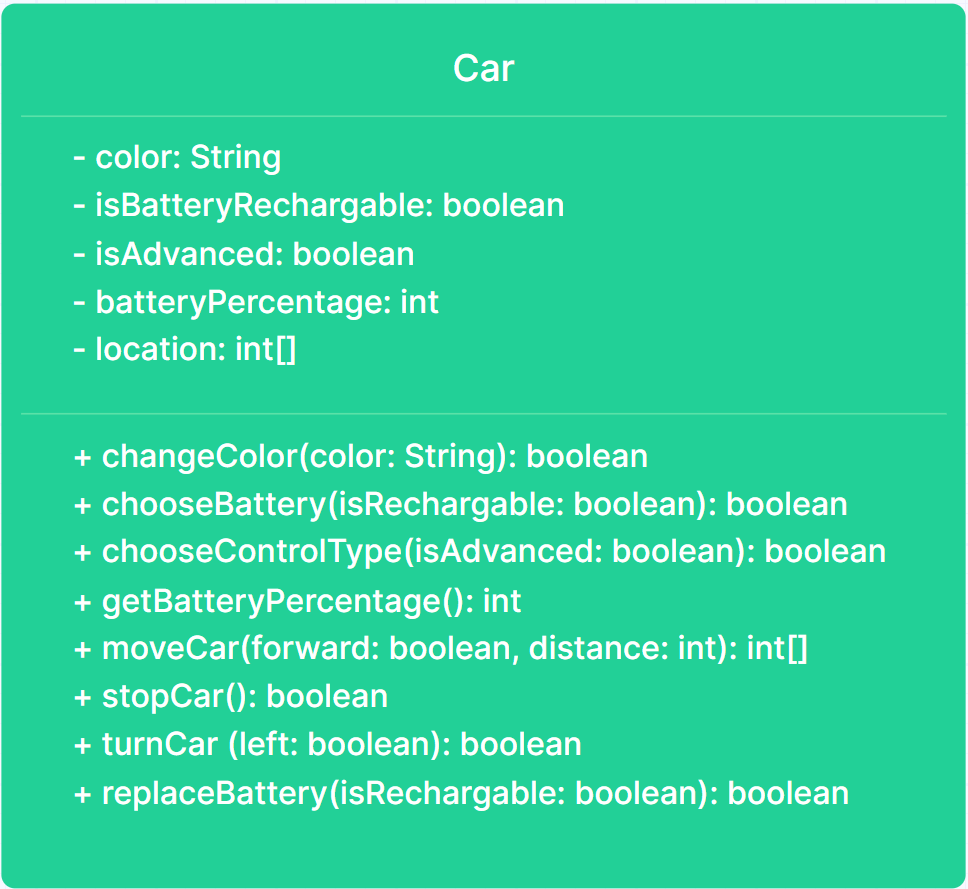 Car
- color: String
- isBatteryRechargable: boolean
- isAdvanced: boolean
- batteryPercentage: int
- location: int[]
+ changeColor(color: String): boolean
+ chooseBattery(isRechargable: boolean): boolean
+ chooseControlType(isAdvanced: boolean): boolean
+ getBatteryPercentage(): int
+ moveCar(forward: boolean, distance: int): int[]
+ stopCar(): boolean
+ turnCar (left: boolean): boolean
+ replaceBattery(isRechargable: boolean): boolean